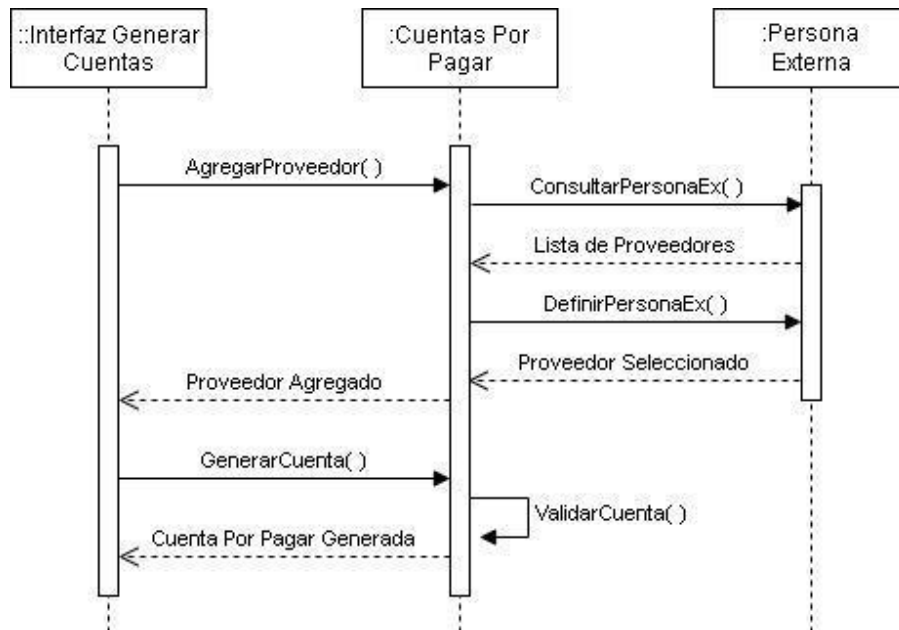 ::Interfaz Generar
Cuentas
:Cuentas Por
Pagar
:Persona
Externa
AgregarProveedor( )
ConsultarPersonaEx( )
Lista de Proveedores
DefinirPersonaEx( )
Proveedor Seleccionado
Proveedor Agregado
GenerarCuenta( )
ValidarCuenta( )
Cuenta Por Pagar Generada